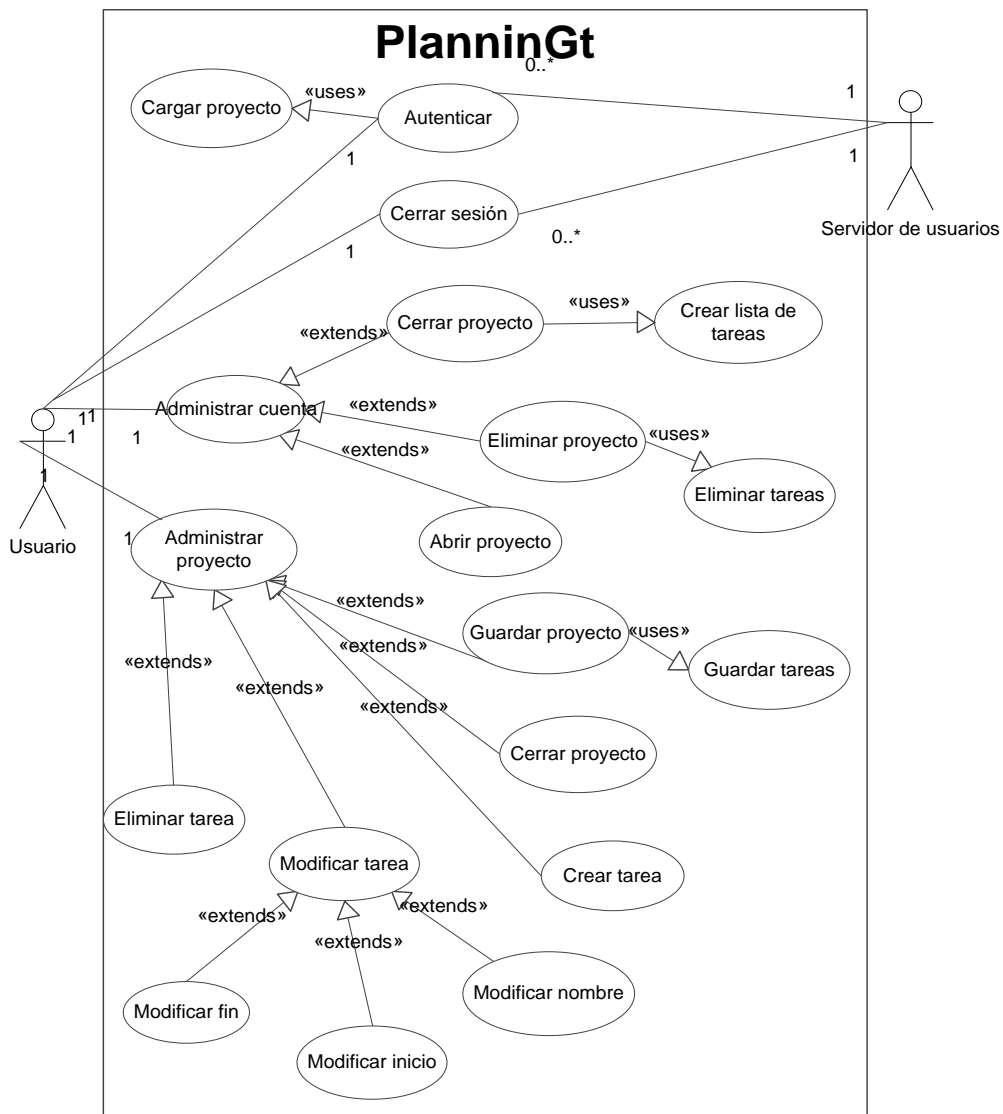 PlanninGt
0..*
«uses»
1
Cargar proyecto
Autenticar
1
1
Cerrar sesión
Servidor de usuarios
1
0..*
«uses»
Crear lista de
tareas
Cerrar proyecto
«extends»
Administrar cuenta
«extends»
11
1
1
«extends»
Eliminar proyecto
«uses»
1
Eliminar tareas
Usuario
1
Administrar
proyecto
Abrir proyecto
«extends»
Guardar proyecto
«uses»
«extends»
Guardar tareas
«extends»
«extends»
«extends»
Cerrar proyecto
Eliminar tarea
Modificar tarea
Crear tarea
«extends»
«extends»
«extends»
Modificar nombre
Modificar fin
Modificar inicio